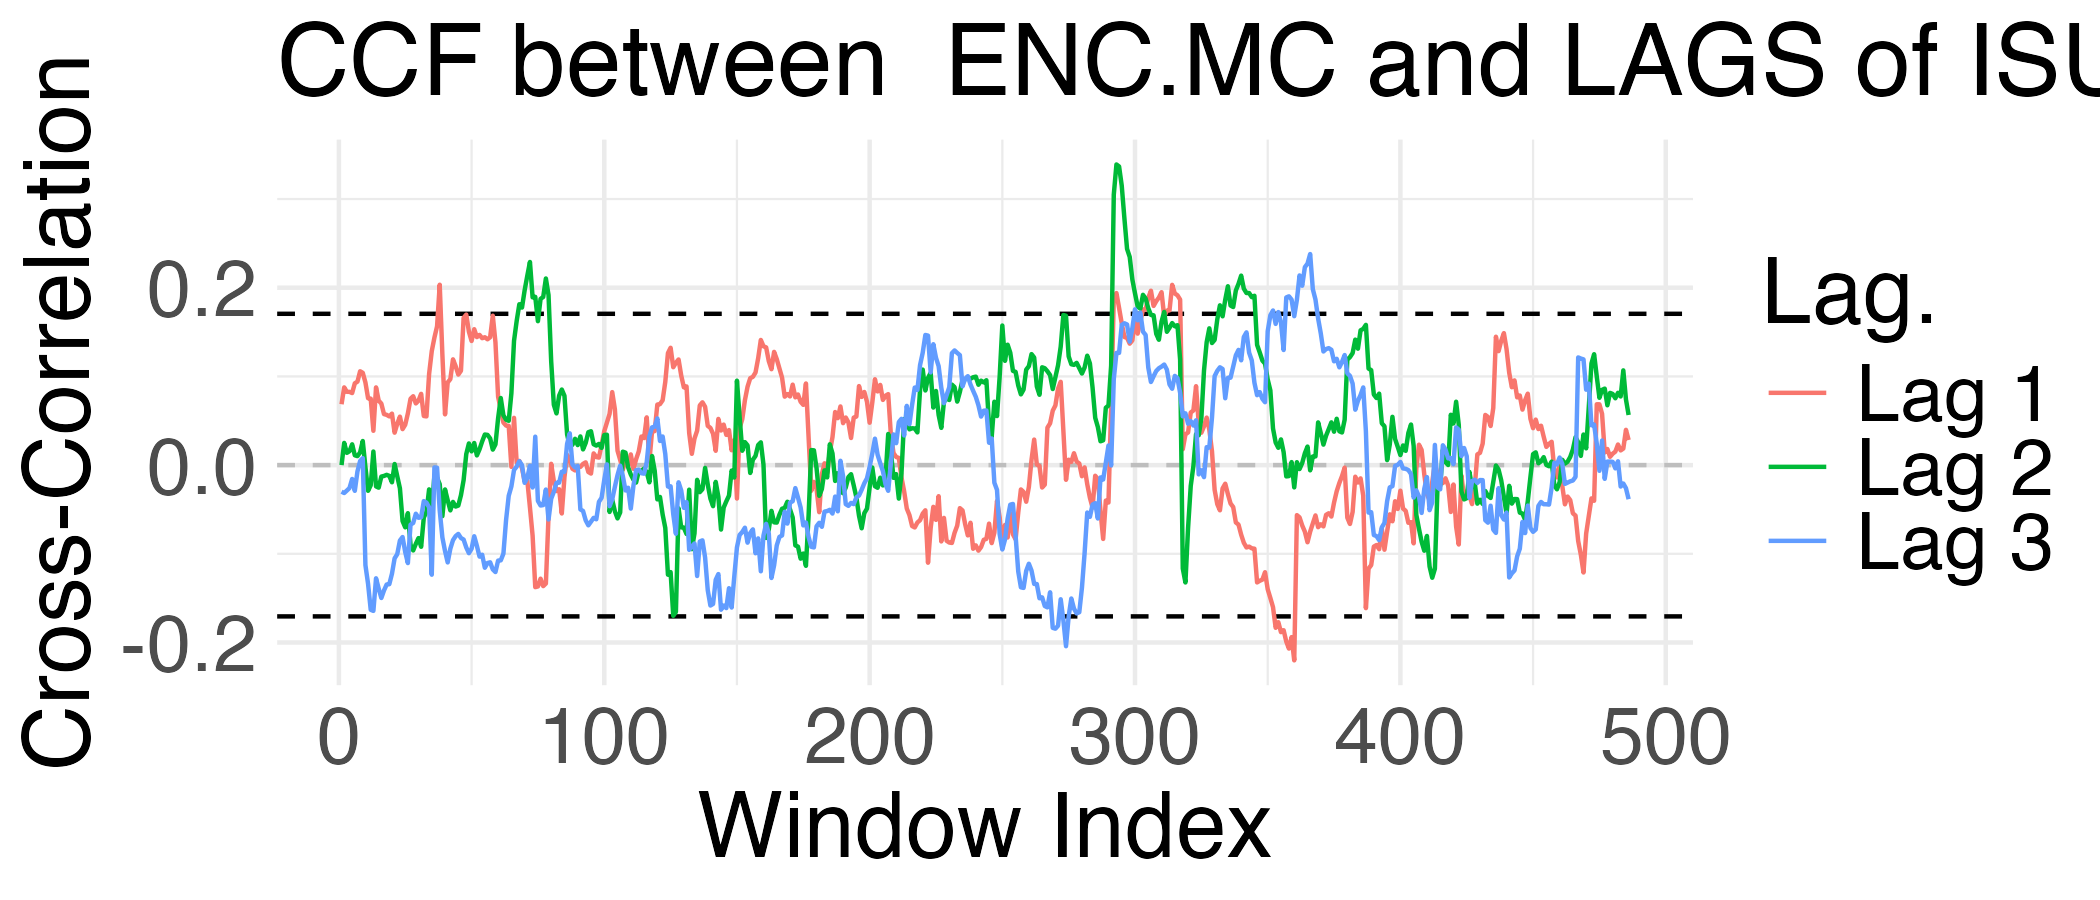 CCF between  ENC.MC and LAGS of ISU
Cross-Correlation
0.2
0.0
-0.2
0
100
200
300
400
500
Window Index
Lag.
Lag 1
Lag 2
Lag 3